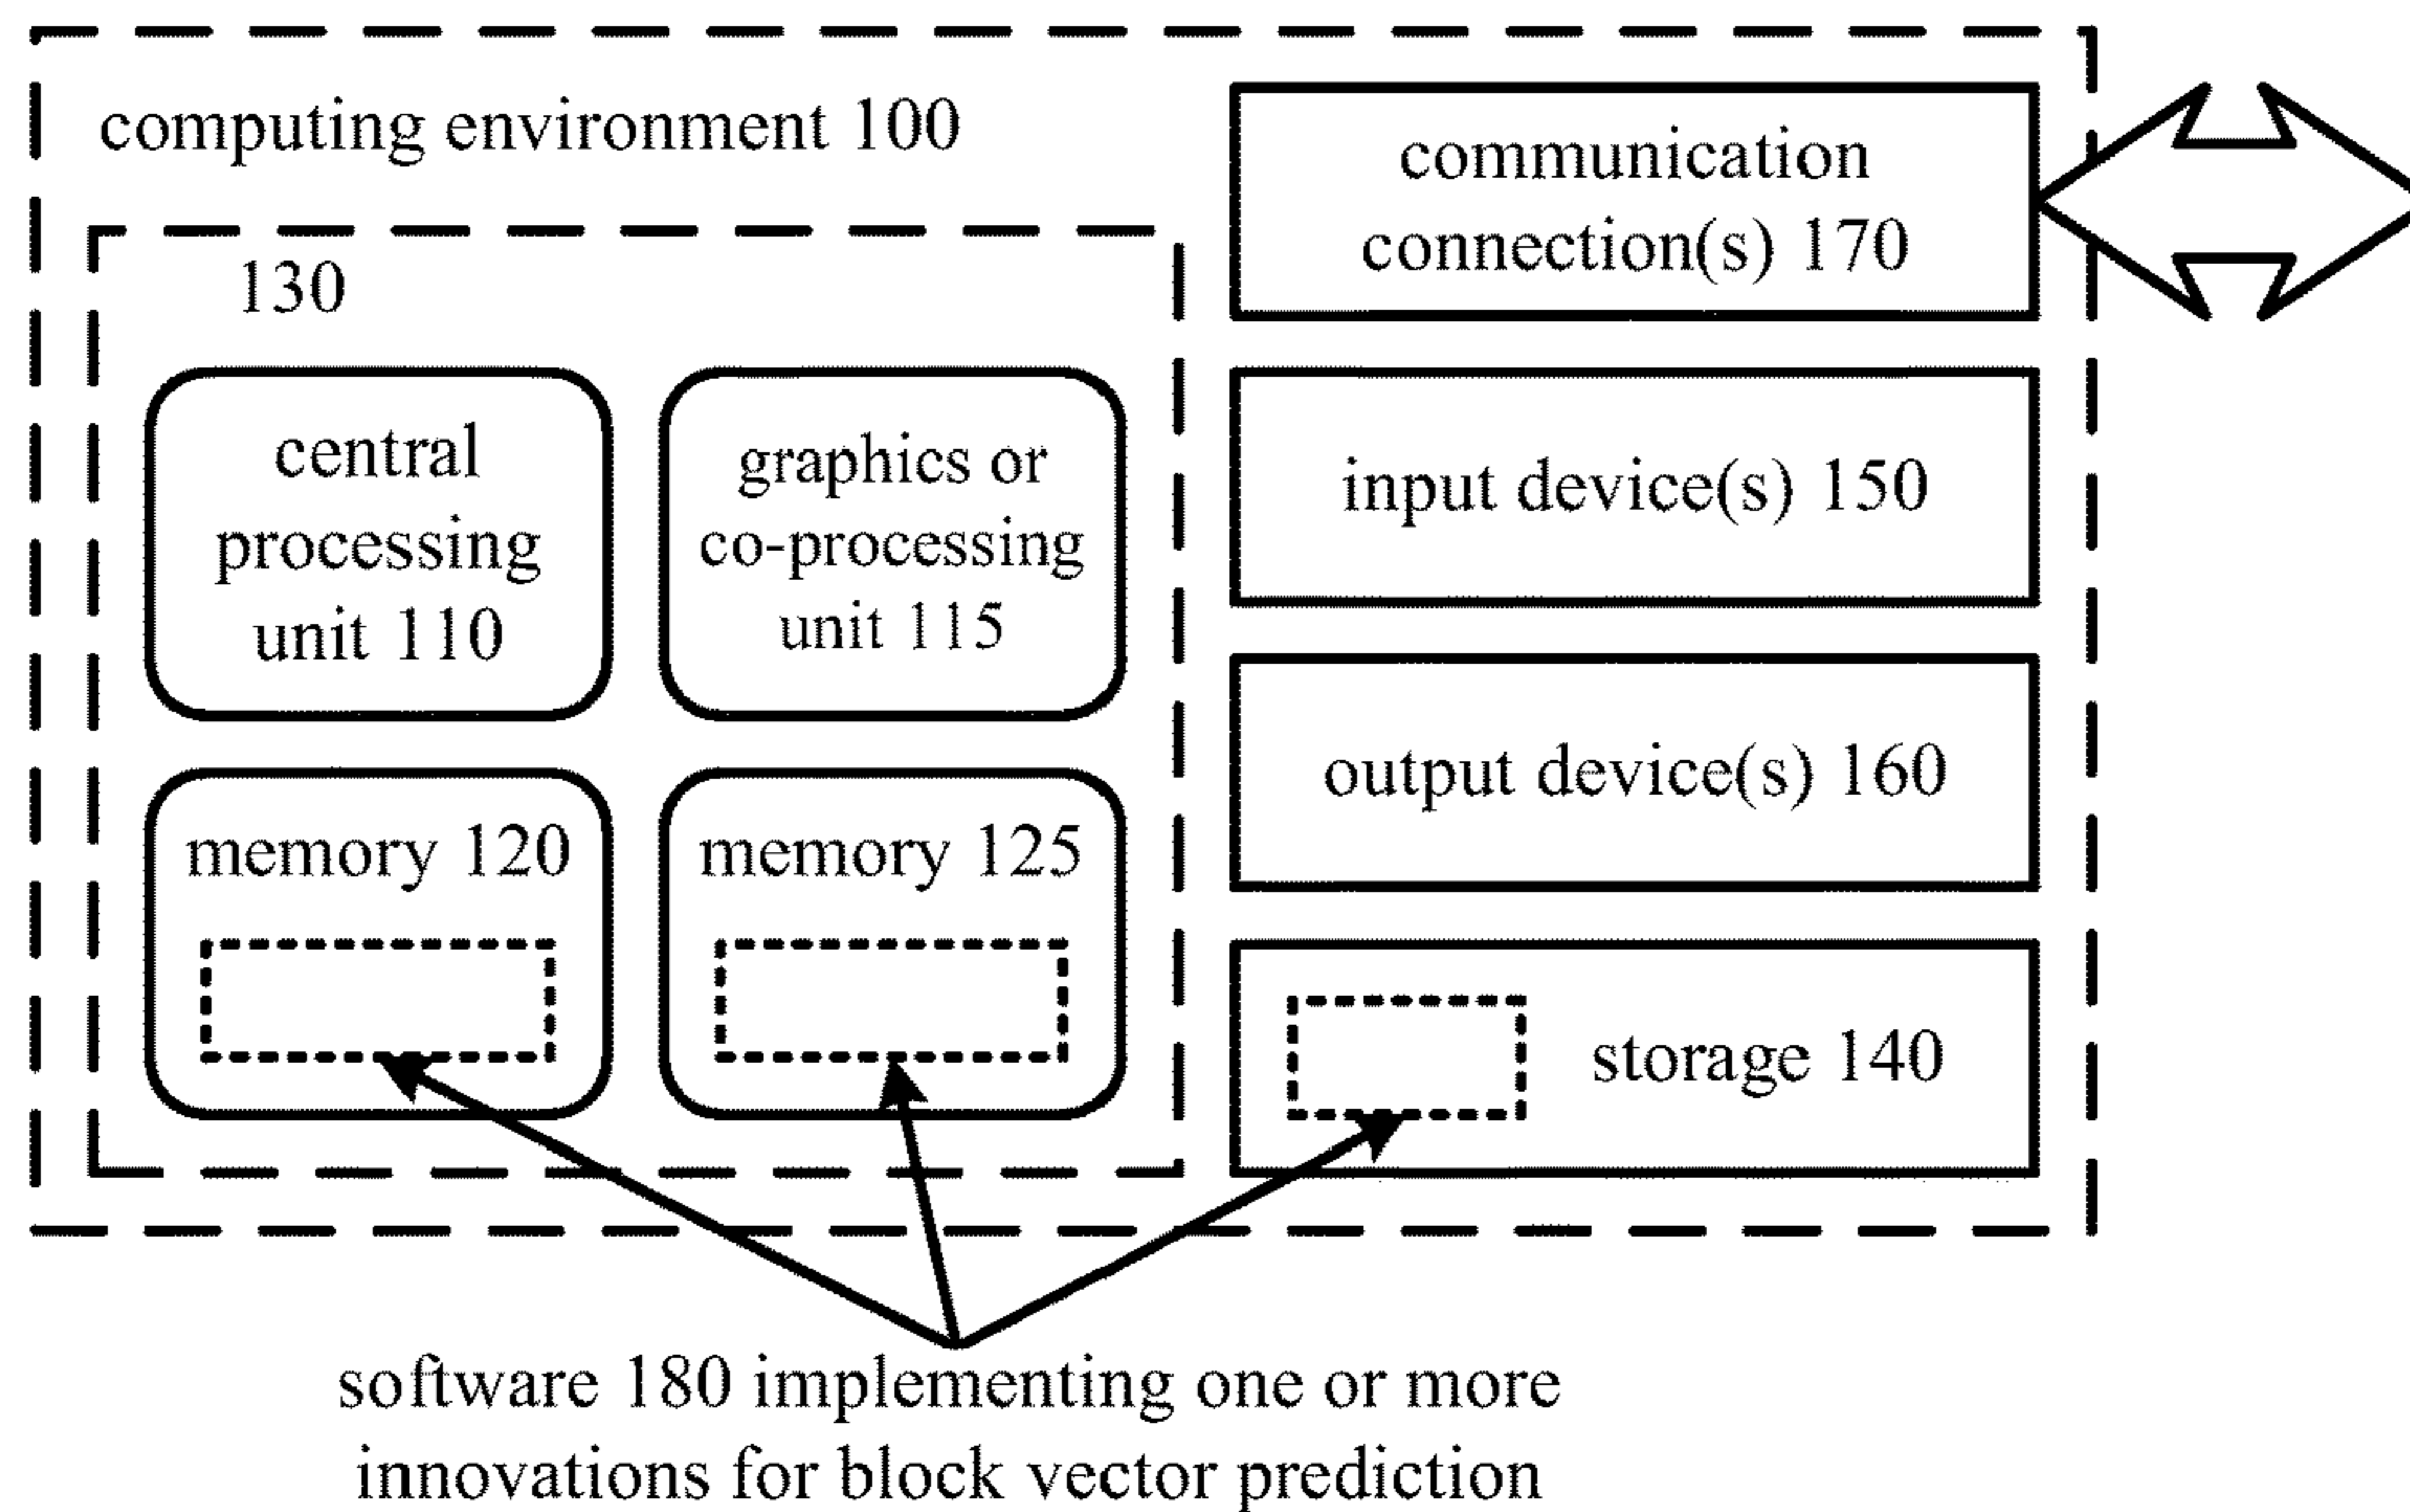 computing environment 100
130
central
processing
unit 110
graphics or
co-processing
unit 115
memory 120
memory 125
communication
connection(s) 170
input device(s) 150
output device(s) 160
storage 140
software 180 implementing one or more
innovations for block vector prediction